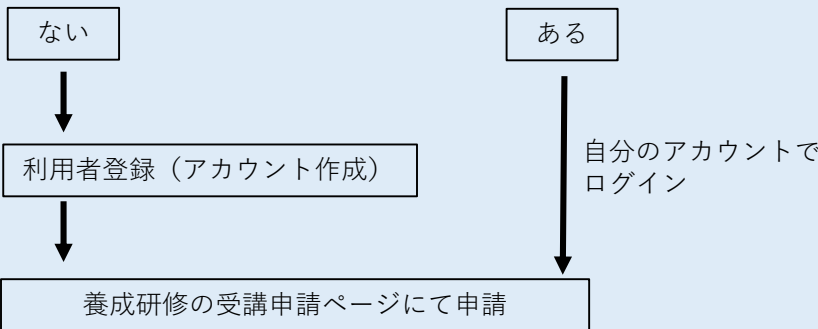 ない
ある
利用者登録（アカウント作成）
自分のアカウントで
ログイン
養成研修の受講申請ページにて申請